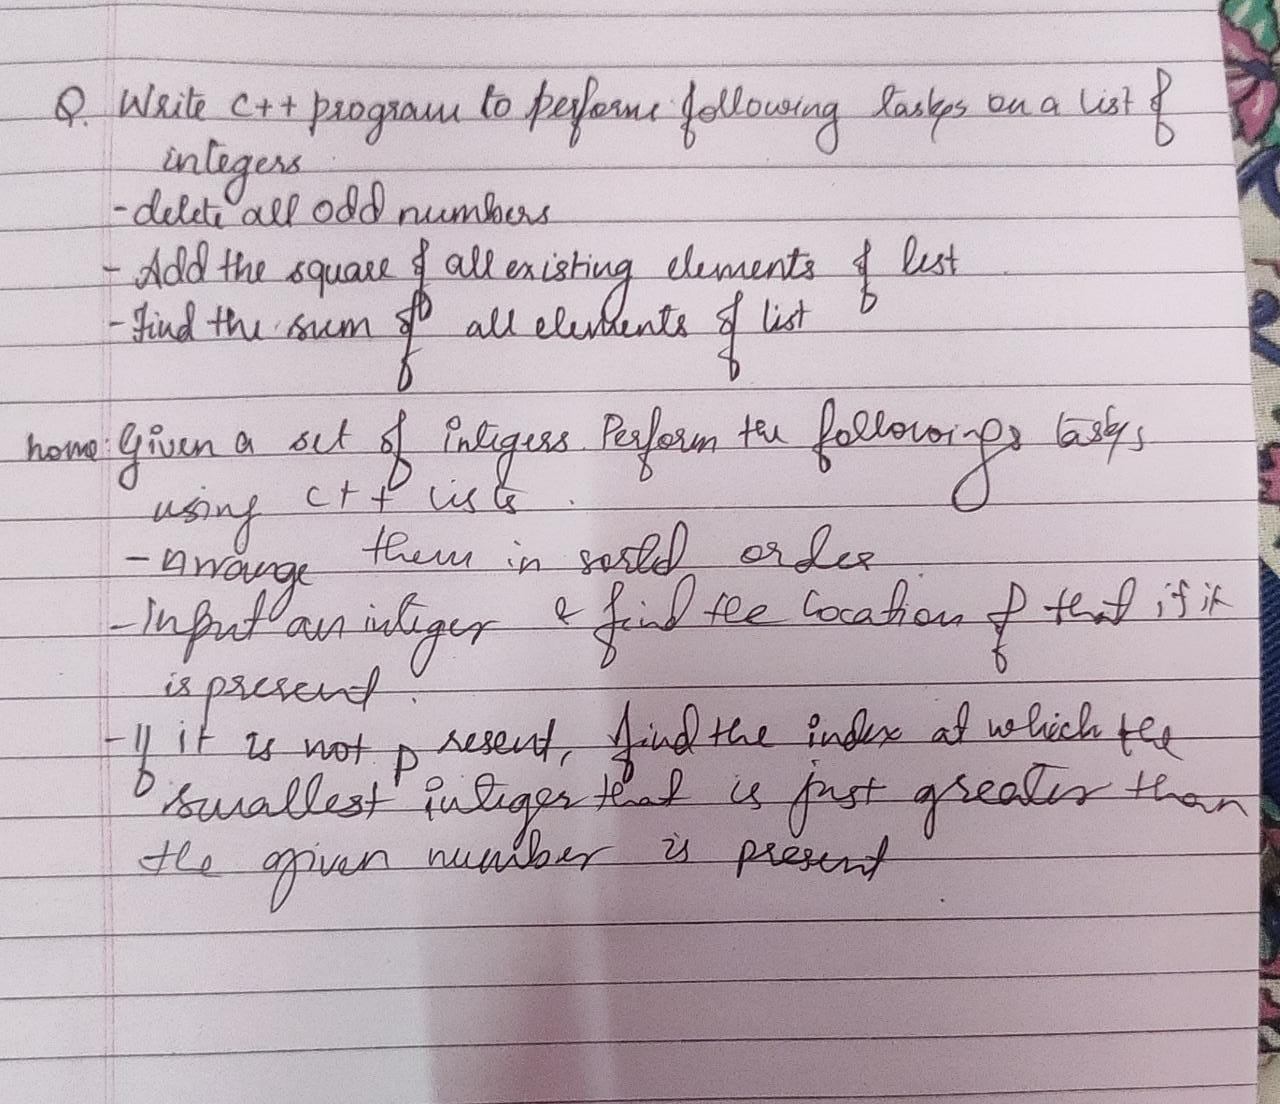 Q. Write C++ program to perform following tasks on a list of
integers
- delete all odd numbers
- Add the square of all existing elements of list
- Find the sum of all elements of list
home: Given a set of intigers. Perform the followings tasks
using C++ lists.
- Arrange them in sorted order
- Input an intiger & find the location of that if it
is present.
- If it is not present, find the index at which the
smallest intiger that is just greater than
the given number is present